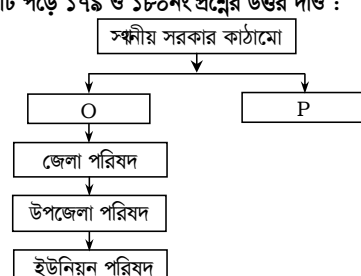 টি পড়ে ১৭৯ ও ১৮০নং প্রশ্নের উত্তর দাও :
স্থানীয় সরকার কাঠামো
O P
জেলা পরিষদ
উপজেলা পরিষদ
ইউনিয়ন পরিষদ